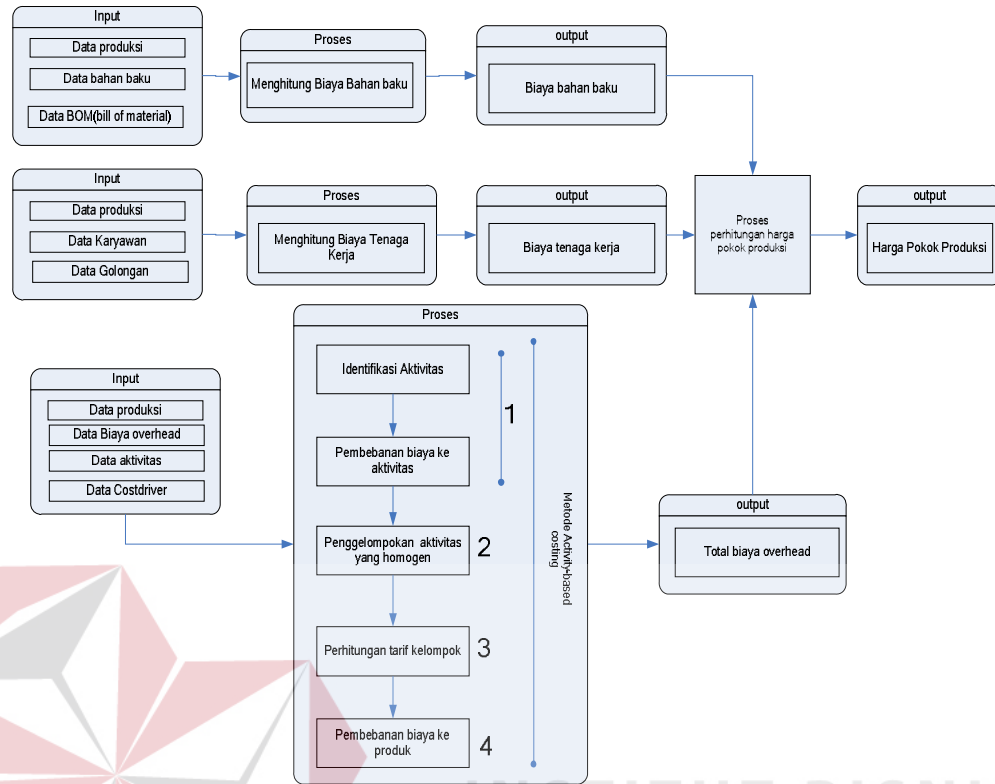 Input
Data produksi
Data bahan baku
Data BOM(bill of material)
Proses
Menghitung Biaya Bahan baku
output
Biaya bahan baku
Input
Data produksi
Data Karyawan
Data Golongan
Proses
Menghitung Biaya Tenaga
Kerja
output
Biaya tenaga kerja
Proses
perhitungan harga
pokok produksi
output
Harga Pokok Produksi
Input
Data produksi
Data Biaya overhead
Data aktivitas
Data Costdriver
Proses
Identifikasi Aktivitas
1
Pembebanan biaya ke
aktivitas
Penggelompokan aktivitas
yang homogen
2
Perhitungan tarif kelompok
3
Pembebanan biaya ke
produk
4
Metode Activity-based
costing
output
Total biaya overhead